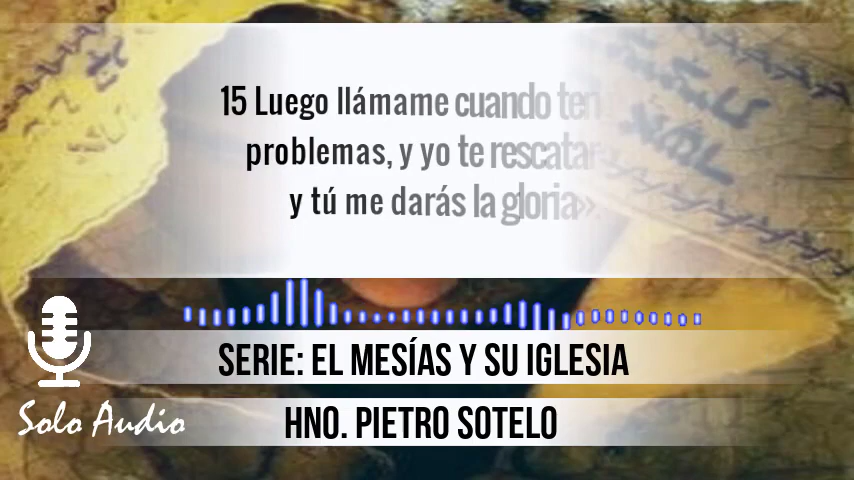 15 Luego llámame cuando
problemas, y yo te rescatar
y tú me darás la gloria»
SERIE: EL MESÍAS Y SU IGLESIA
Solo Audio
HNO. PIETRO SOTELO